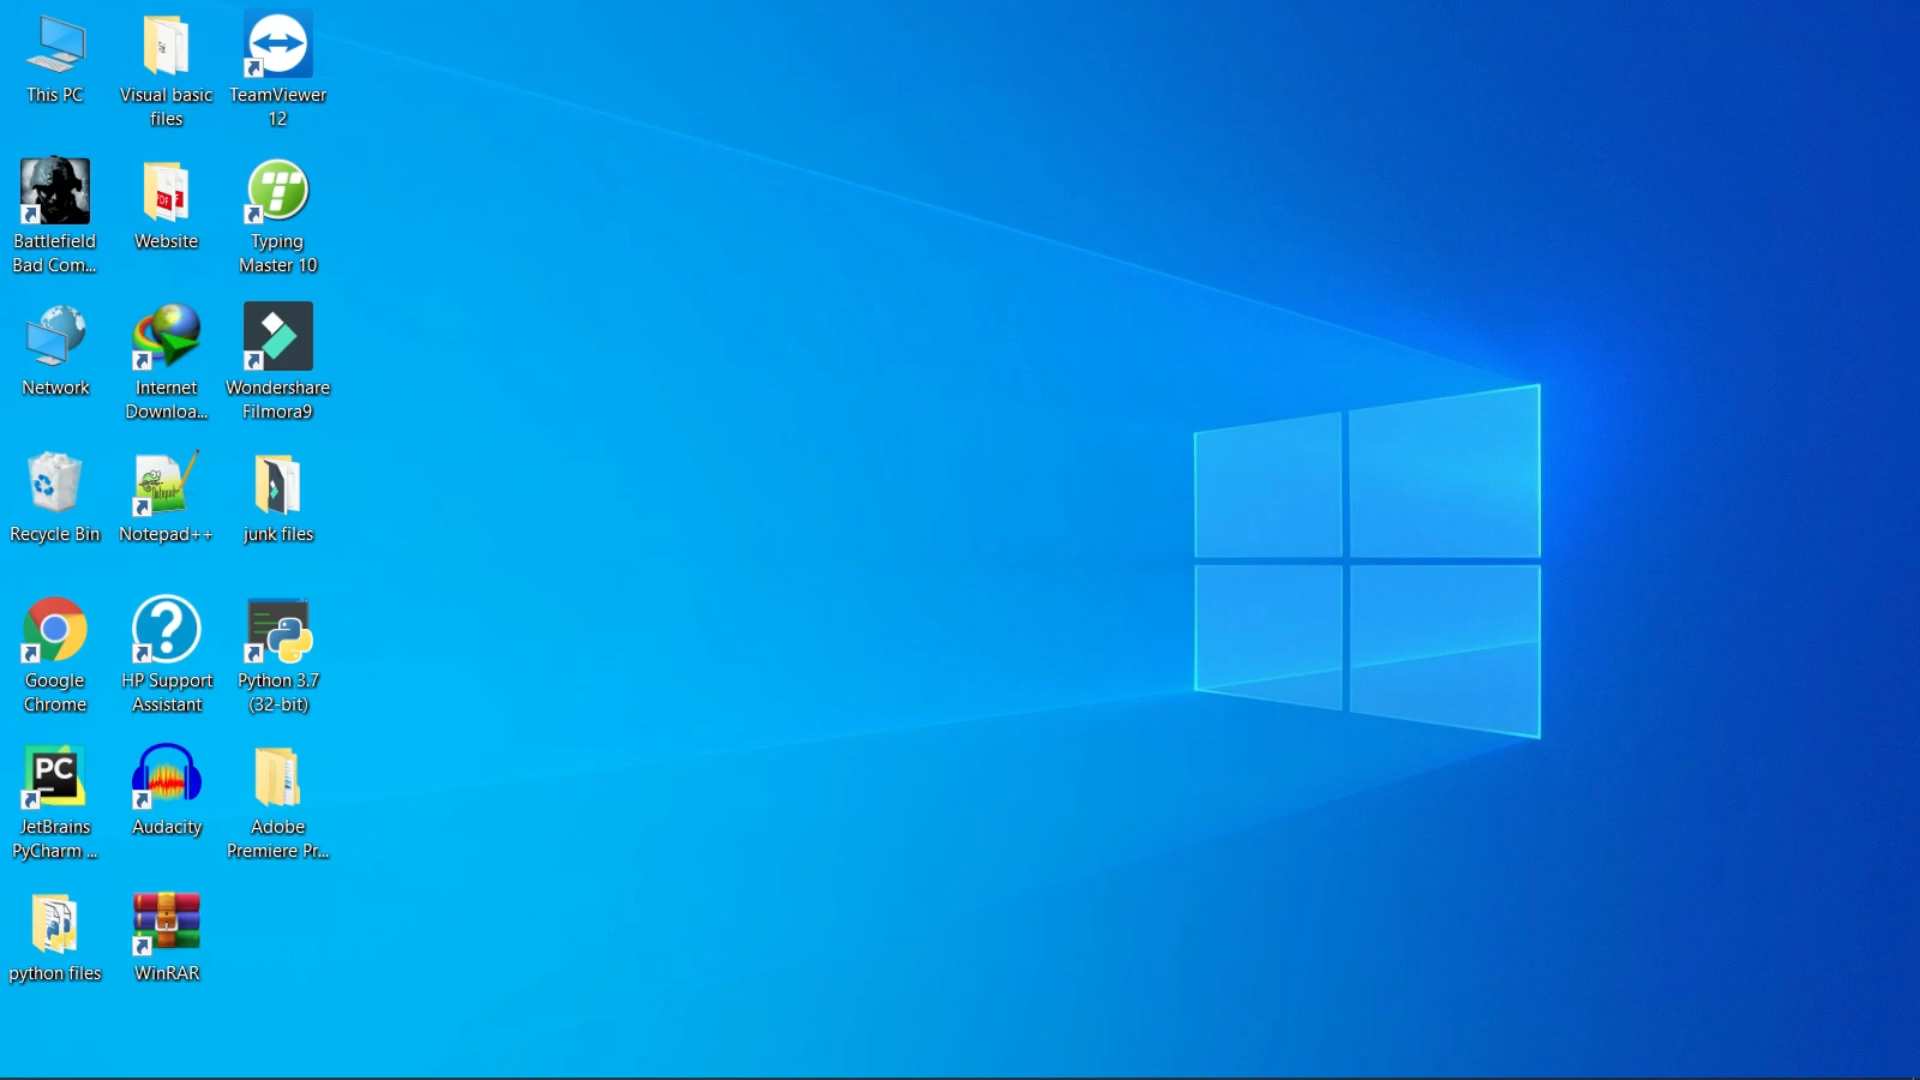 This PC
Visual basic
files
TeamViewer
12
Battlefield
Bad Com...
Website
Typing
Master 10
Network
Internet
Downloa...
Wondershare
Filmora9
Recycle Bin
Notepad++
junk files
Google
Chrome
HP Support
Assistant
Python 3.7
(32-bit)
PC
JetBrains
PyCharm ...
Audacity
Adobe
Premiere Pr...
python files
WinRAR